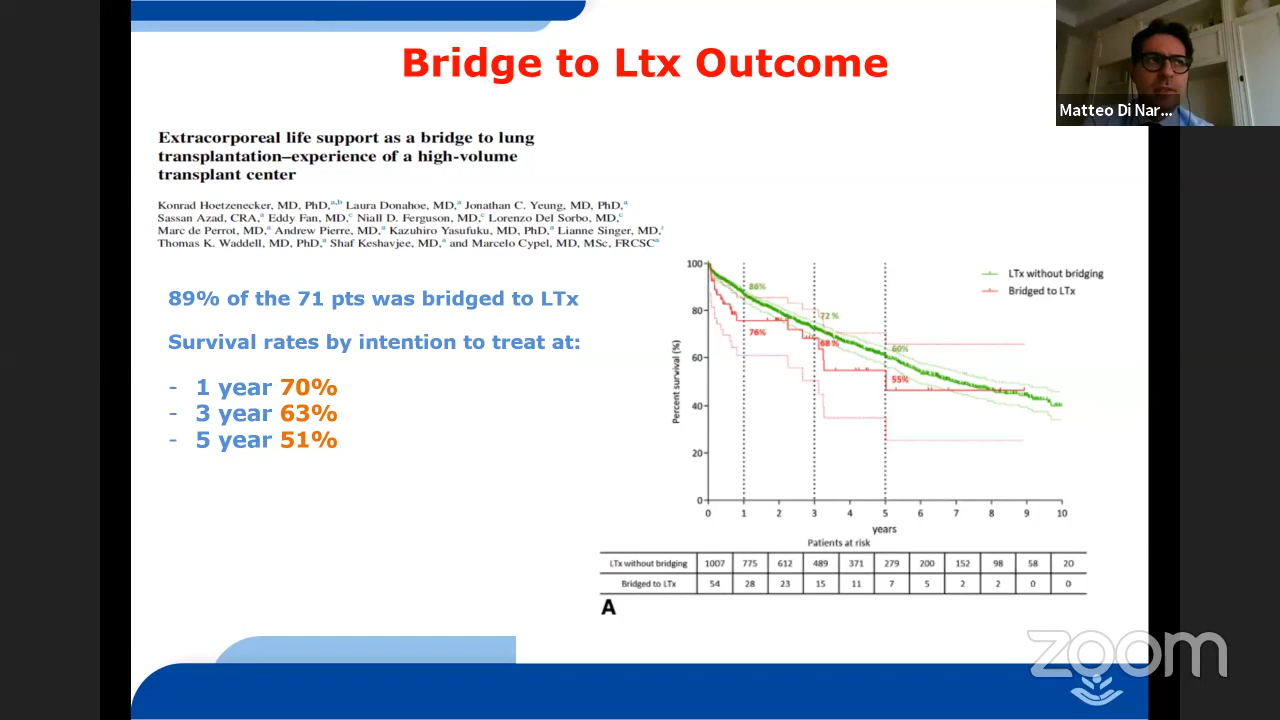 Bridge to Ltx Outcome
Matteo Di Nar...
Extracorporeal life support as a bridge to lung
transplantation–experience of a high-volume
transplant center
Konrad Hoetzenecker, MD, PhD,a,b Laura Donahoe, MD,a Jonathan C. Yeung, MD, PhD,a
Sassan Azad, CRA,a Eddy Fan, MD,c Niall D. Ferguson, MD,c Lorenzo Del Sorbo, MD,c
Marc de Perrot, MD,a Andrew Pierre, MD,a Kazuhiro Yasufuku, MD, PhD,a Lianne Singer, MD,
Thomas K. Waddell, MD, PhD,a Shaf Keshavjee, MD,a and Marcelo Cypel, MD, MSc, FRCSCa
89% of the 71 pts was bridged to LTx
Survival rates by intention to treat at:
- 1 year 70%
- 3 year 63%
- 5 year 51%
LTx without bridging
Bridged to LTx
Percent survival (%)
100
80
60
40
20
0
86%
76%
72 %
68 %
60%
55%
0 1 2 3 4 5 6 7 8 9 10
years
Patients at risk
LTx without bridging 1007 775 612 489 371 279 200 152 98 58 20
Bridged to LTx 54 28 23 15 11 7 5 2 2 0 0
A
zoom